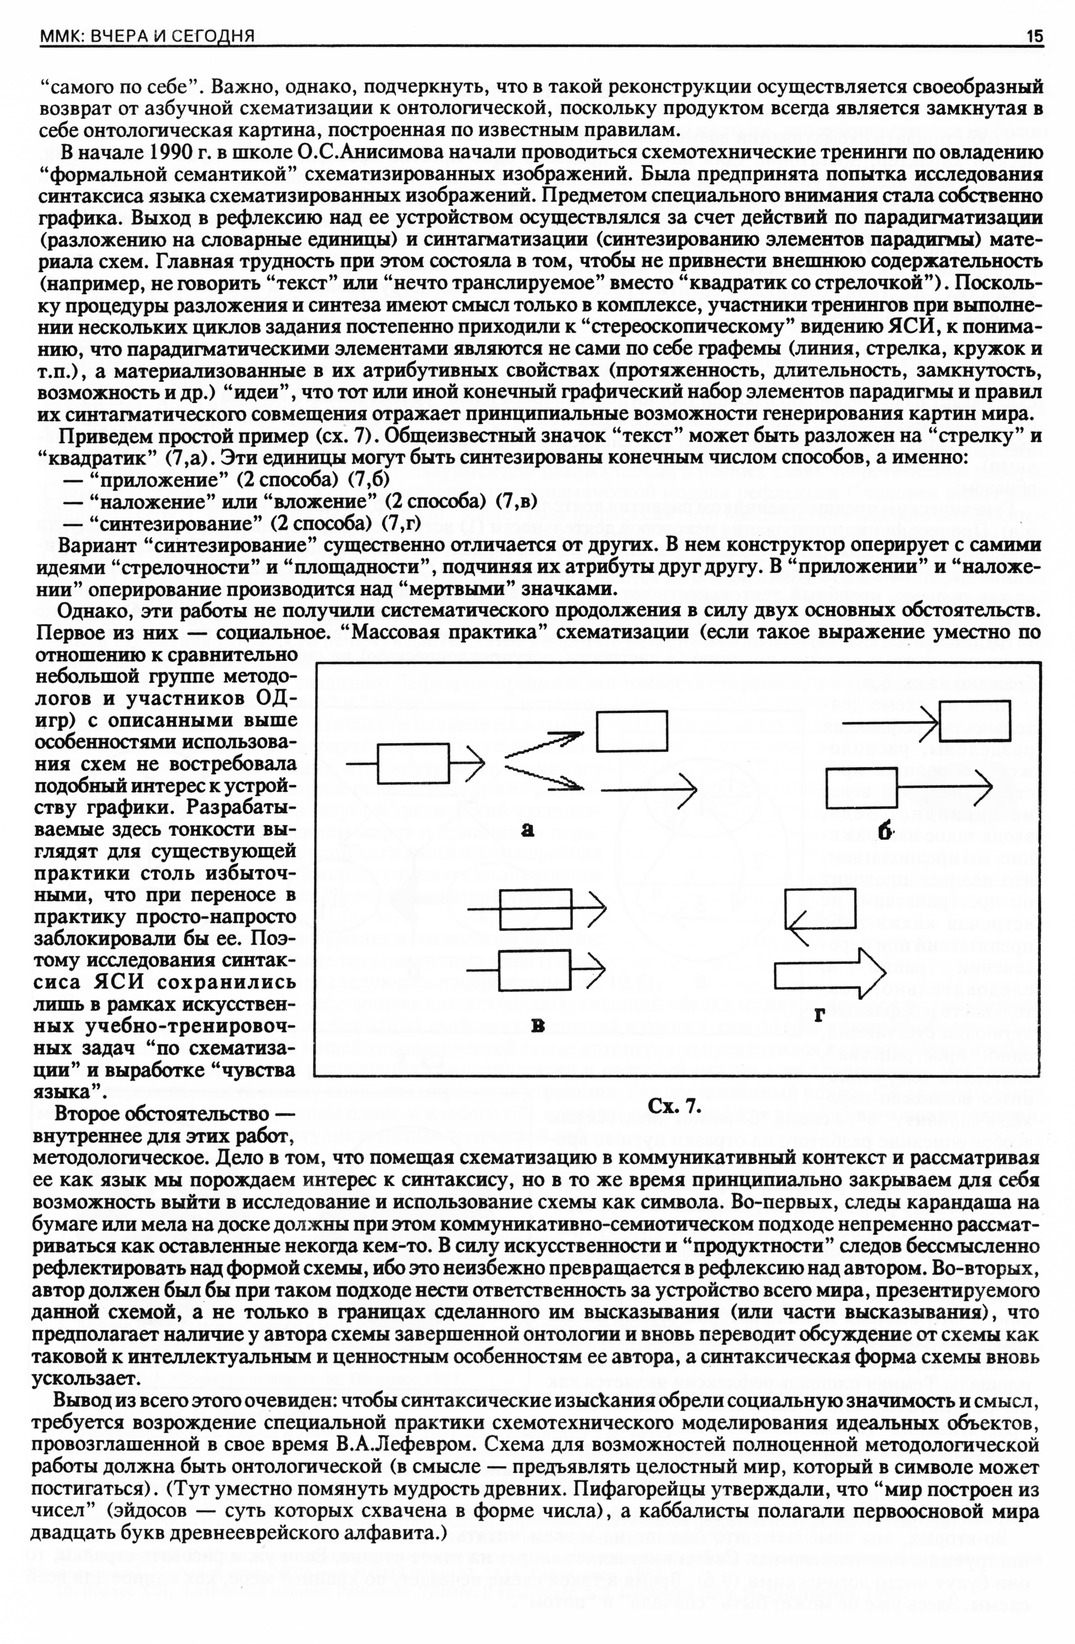 ММК: ВЧЕРА И СЕГОДНЯ 15
“самого по себе”. Важно, однако, подчеркнуть, что в такой реконструкции осуществляется своеобразный
возврат от азбучной схематизации к онтологической, поскольку продуктом всегда является замкнутая в
себе онтологическая картина, построенная по известным правилам.
В начале 1990 г. в школе О.С.Анисимова начали проводиться схемотехнические тренинги по овладению
“формальной семантикой” схематизированных изображений. Была предпринята попытка исследования
синтаксиса языка схематизированных изображений. Предметом специального внимания стала собственно
графика. Выход в рефлексию над ее устройством осуществлялся за счет действий по парадигматизации
(разложению на словарные единицы) и синтагматизации (синтезированию элементов парадигмы) мате-
риала схем. Главная трудность при этом состояла в том, чтобы не привнести внешнюю содержательность
(например, не говорить “текст” или “нечто транслируемое” вместо “квадратик со стрелочкой”). Посколь-
ку процедуры разложения и синтеза имеют смысл только в комплексе, участники тренингов при выполне-
нии нескольких циклов задания постепенно приходили к “стереоскопическому” видению ЯСИ, к понима-
нию, что парадигматическими элементами являются не сами по себе графемы (линия, стрелка, кружок и
т.п.), а материализованные в их атрибутивных свойствах (протяженность, длительность, замкнутость,
возможность и др.) “идеи”, что тот или иной конечный графический набор элементов парадигмы и правил
их синтагматического совмещения отражает принципиальные возможности генерирования картин мира.
Приведем простой пример (сх. 7). Общеизвестный значок “текст” может быть разложен на “стрелку” и
“квадратик” (7,а). Эти единицы могут быть синтезированы конечным числом способов, а именно:
— “приложение” (2 способа) (7,б)
— “наложение” или “вложение” (2 способа) (7,в)
— “синтезирование” (2 способа) (7,г)
Вариант “синтезирование” существенно отличается от других. В нем конструктор оперирует с самими
идеями “стрелочности” и “площадности”, подчиняя их атрибуты друг другу. В “приложении” и “наложе-
нии” оперирование производится над “мертвыми” значками.
Однако, эти работы не получили систематического продолжения в силу двух основных обстоятельств.
Первое из них — социальное. “Массовая практика” схематизации (если такое выражение уместно по
отношению к сравнительно
небольшой группе методо-
логов и участников ОД-
игр) с описанными выше
особенностями использова-
ния схем не востребовала
подобный интерес к устрой-
ству графики. Разрабаты-
ваемые здесь тонкости вы-
глядят для существующей
практики столь избыточ-
ными, что при переносе в
практику просто-напросто
заблокировали бы ее. Поэ-
тому исследования синтак-
сиса ЯСИ сохранились
лишь в рамках искусствен-
ных учебно-тренировоч-
ных задач “по схематиза-
ции” и выработке “чувства
языка”.
а
б
в
г
Сх. 7.
Второе обстоятельство —
внутреннее для этих работ,
методологическое. Дело в том, что помещая схематизацию в коммуникативный контекст и рассматривая
ее как язык мы порождаем интерес к синтаксису, но в то же время принципиально закрываем для себя
возможность выйти в исследование и использование схемы как символа. Во-первых, следы карандаша на
бумаге или мела на доске должны при этом коммуникативно-семиотическом подходе непременно рассмат-
риваться как оставленные некогда кем-то. В силу искусственности и “продуктности” следов бессмысленно
рефлектировать над формой схемы, ибо это неизбежно превращается в рефлексию над автором. Во-вторых,
автор должен был бы при таком подходе нести ответственность за устройство всего мира, презентируемого
данной схемой, а не только в границах сделанного им высказывания (или части высказывания), что
предполагает наличие у автора схемы завершенной онтологии и вновь переводит обсуждение от схемы как
таковой к интеллектуальным и ценностным особенностям ее автора, а синтаксическая форма схемы вновь
ускользает.
Вывод из всего этого очевиден: чтобы синтаксические изыскания обрели социальную значимость и смысл,
требуется возрождение специальной практики схемотехнического моделирования идеальных объектов,
провозглашенной в свое время В.А.Лефевром. Схема для возможностей полноценной методологической
работы должна быть онтологической (в смысле — предъявлять целостный мир, который в символе может
постигаться). (Тут уместно помянуть мудрость древних. Пифагорейцы утверждали, что “мир построен из
чисел” (эйдосов — суть которых схвачена в форме числа), а каббалисты полагали первоосновой мира
двадцать букв древнееврейского алфавита.)